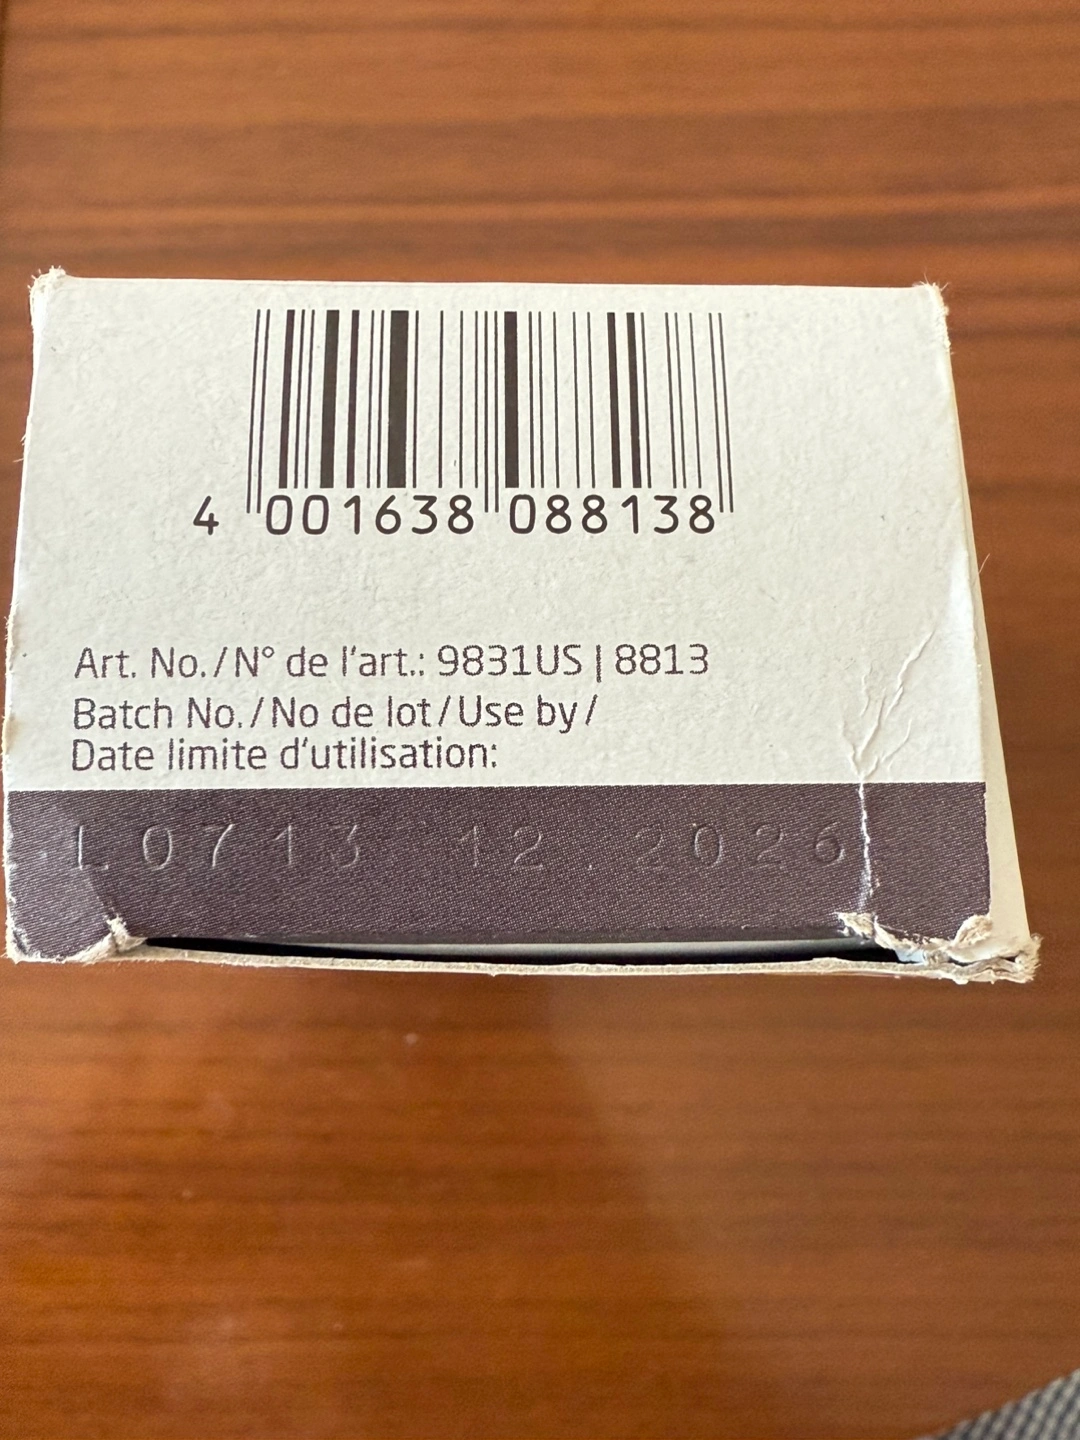 4 001638 088138
Art. No./N° de l'art.: 9831US | 8813
Batch No./No de lot/Use by/
Date limite d'utilisation:
L0713 12.2026